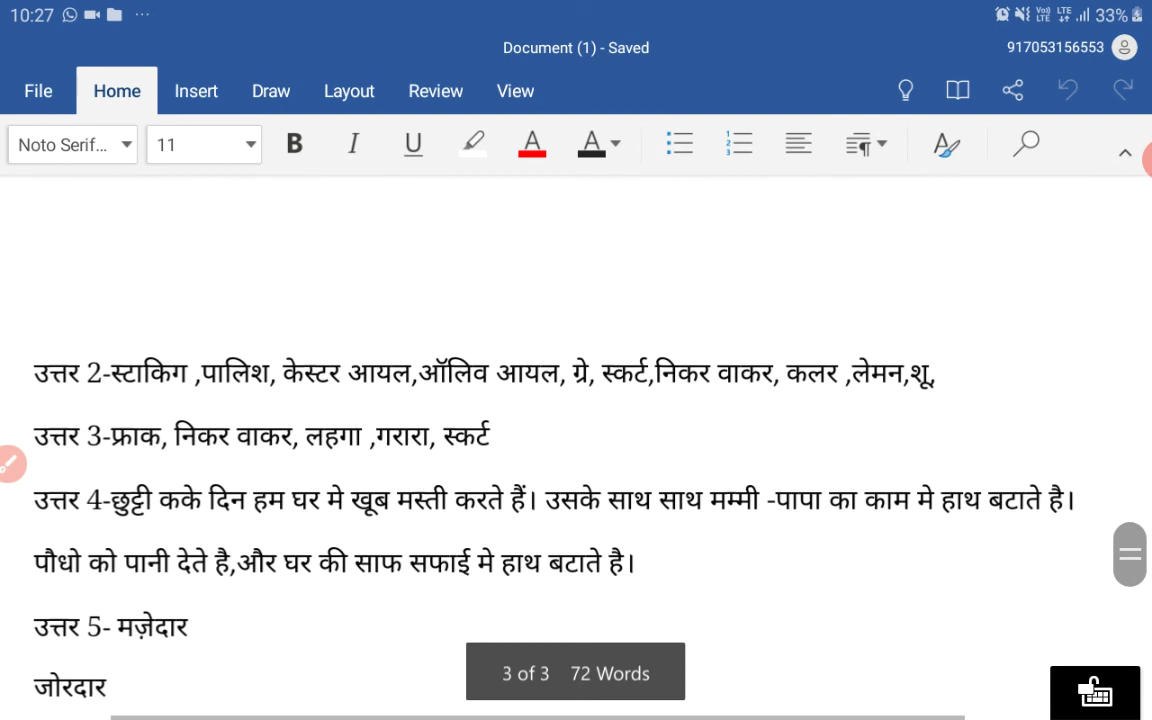 10:27 33%
Document (1) - Saved
917053156553
File Home Insert Draw Layout Review View
Noto Serif... 11 B I U A A
उत्तर 2-स्टाकिग ,पालिश, केस्टर आयल,ऑलिव आयल, ग्रे, स्कर्ट,निकर वाकर, कलर ,लेमन,शू,
उत्तर 3-फ्राक, निकर वाकर, लहगा ,गरारा, स्कर्ट
उत्तर 4-छुट्टी कके दिन हम घर मे खूब मस्ती करते हैं। उसके साथ साथ मम्मी -पापा का काम मे हाथ बटाते है।
पौधो को पानी देते है,और घर की साफ सफाई मे हाथ बटाते है।
उत्तर 5- मज़ेदार
जोरदार
3 of 3 72 Words